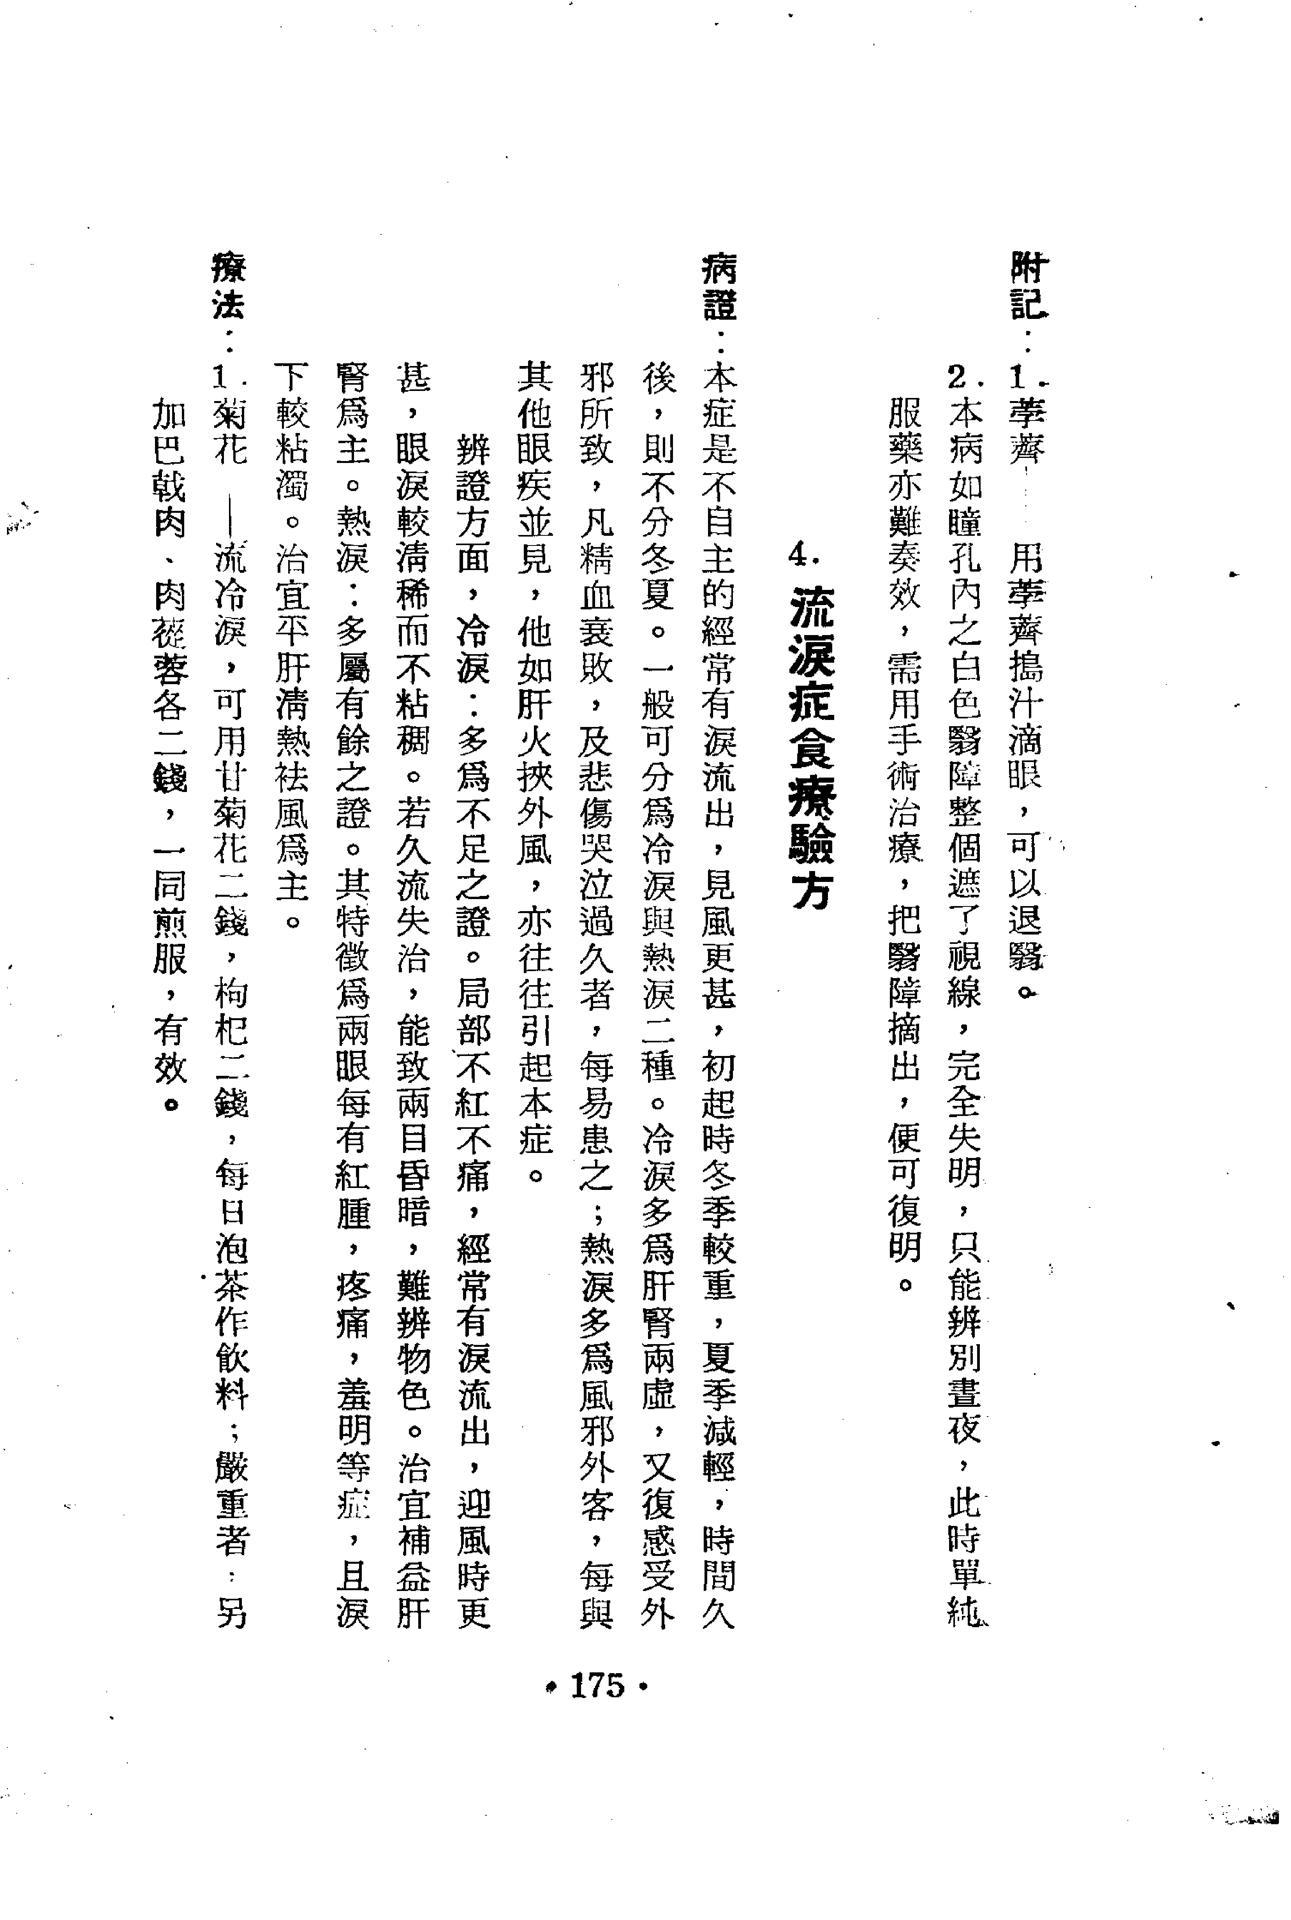 附記：1.荸薺……用荸薺搗汁滴眼，可以退翳。
2.本病如瞳孔內之白色翳障整個遮了視線，完全失明，只能辨別晝夜，此時單純
服藥亦難奏效，需用手術治療，把翳障摘出，便可復明。
4.流淚症食療驗方
病證：本症是不自主的經常有淚流出，見風更甚，初起時冬季較重，夏季減輕，時間久
後，則不分冬夏。一般可分爲冷淚與熱淚二種。冷淚多爲肝腎兩虛，又復感受外
邪所致，凡精血衰敗，及悲傷哭泣過久者，每易患之；熱淚多爲風邪外客，每與
其他眼疾並見，他如肝火挾外風，亦往往引起本症。
辨證方面，冷淚：多爲不足之證。局部不紅不痛，經常有淚流出，迎風時更
甚，眼淚較清稀而不粘稠。若久流失治，能致兩目昏暗，難辨物色。治宜補益肝
腎爲主。熱淚：多屬有餘之證。其特徵爲兩眼每有紅腫，疼痛，羞明等症，且淚
下較粘濁。治宜平肝清熱祛風爲主。
療法：1.菊花—流冷淚，可用甘菊花二錢，枸杞二錢，每日泡茶作飲料；嚴重者：另
加巴戟肉、肉蓯蓉各二錢，一同煎服，有效。
•175•